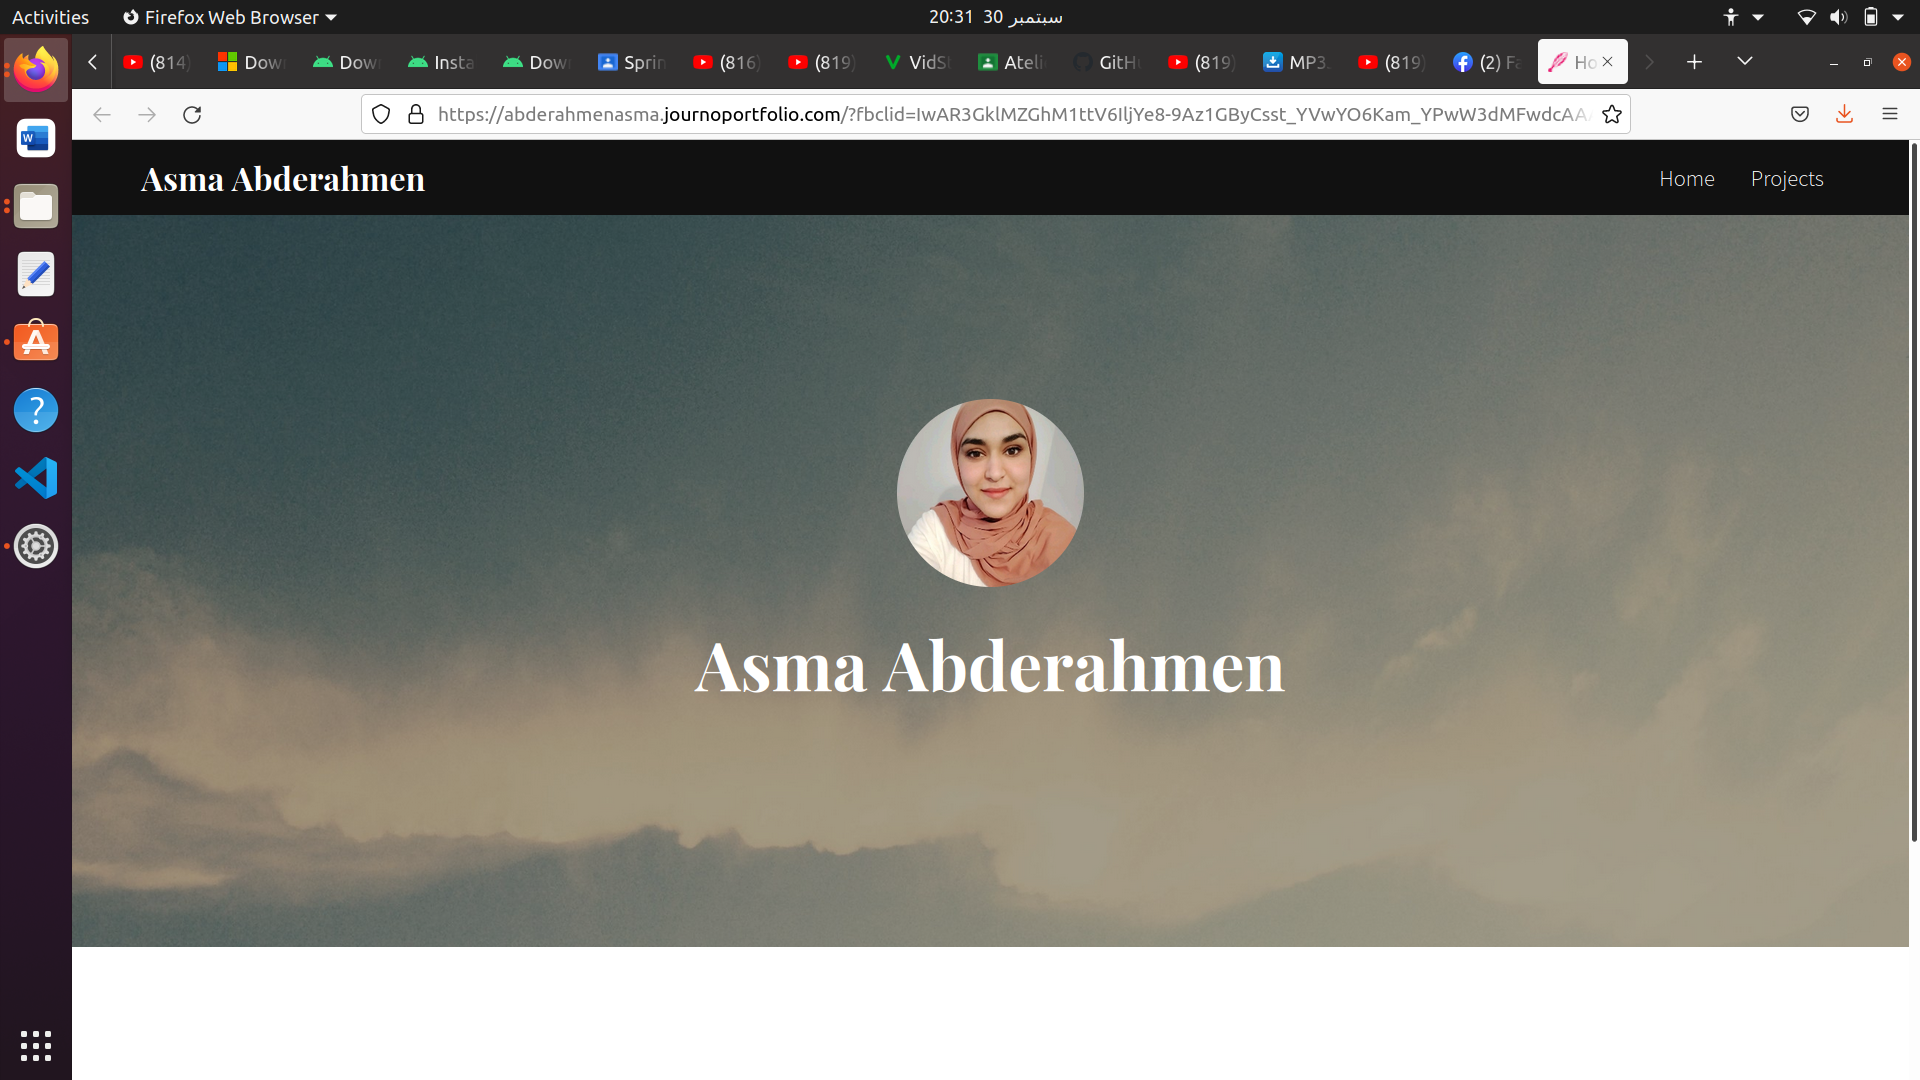 Activities Firefox Web Browser 20:31 30 سبتمبر
(814) Dow Dow Insta Dow Sprin (816) (819) VidS Ateli GitHu (819) MP3 (819) (2) Fa Ho
https://abderahmenasma.journoportfolio.com/?fbclid=IwAR3GklMZGhM1ttV6IljYe8-9Az1GByCsst_YVwYO6Kam_YPwW3dMFwdcAA
Asma Abderahmen Home Projects
Asma Abderahmen